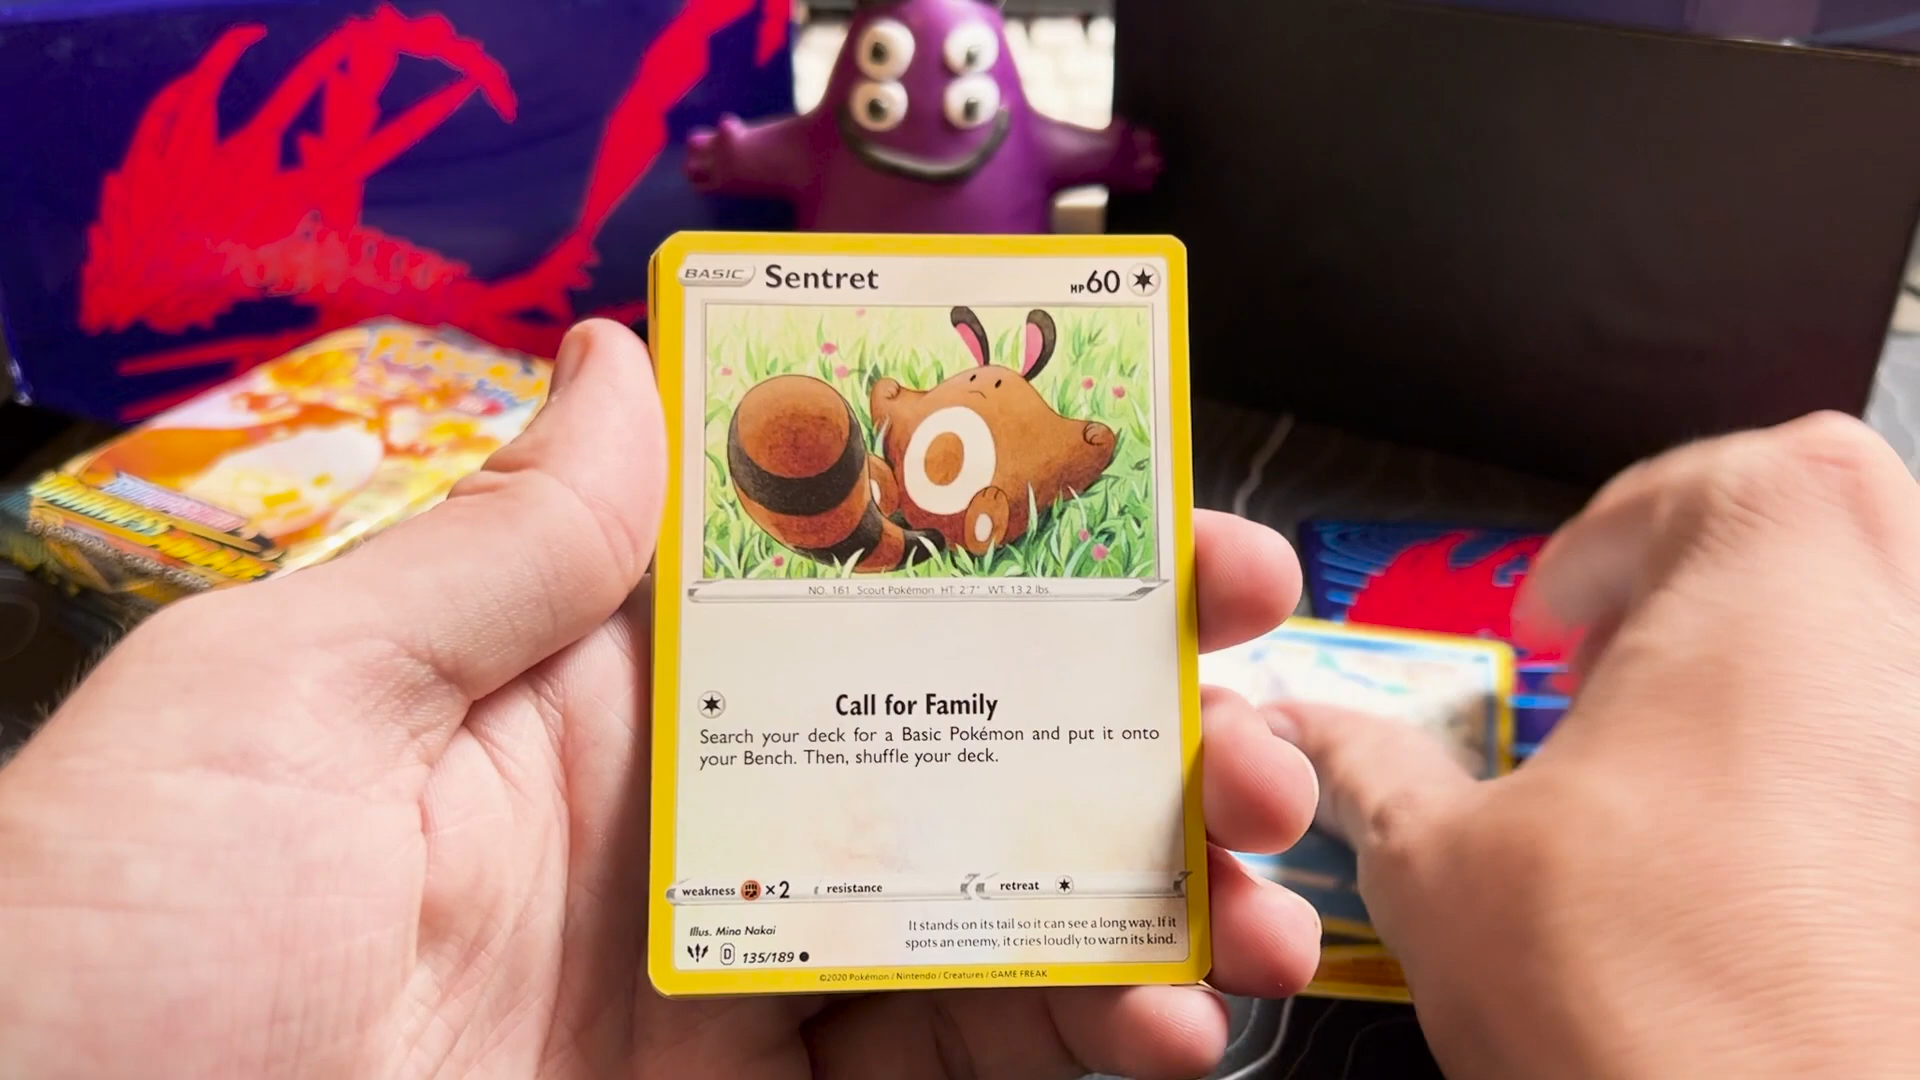 BASIC Sentret HP 60
NO. 161 Scout Pokémon HT: 2'7" WT: 13.2 lbs.
Call for Family
Search your deck for a Basic Pokémon and put it onto
your Bench. Then, shuffle your deck.
weakness ×2 resistance retreat
Illus. Mina Nakai
It stands on its tail so it can see a long way. If it
spots an enemy, it cries loudly to warn its kind.
D 135/189
©2020 Pokémon / Nintendo / Creatures / GAME FREAK